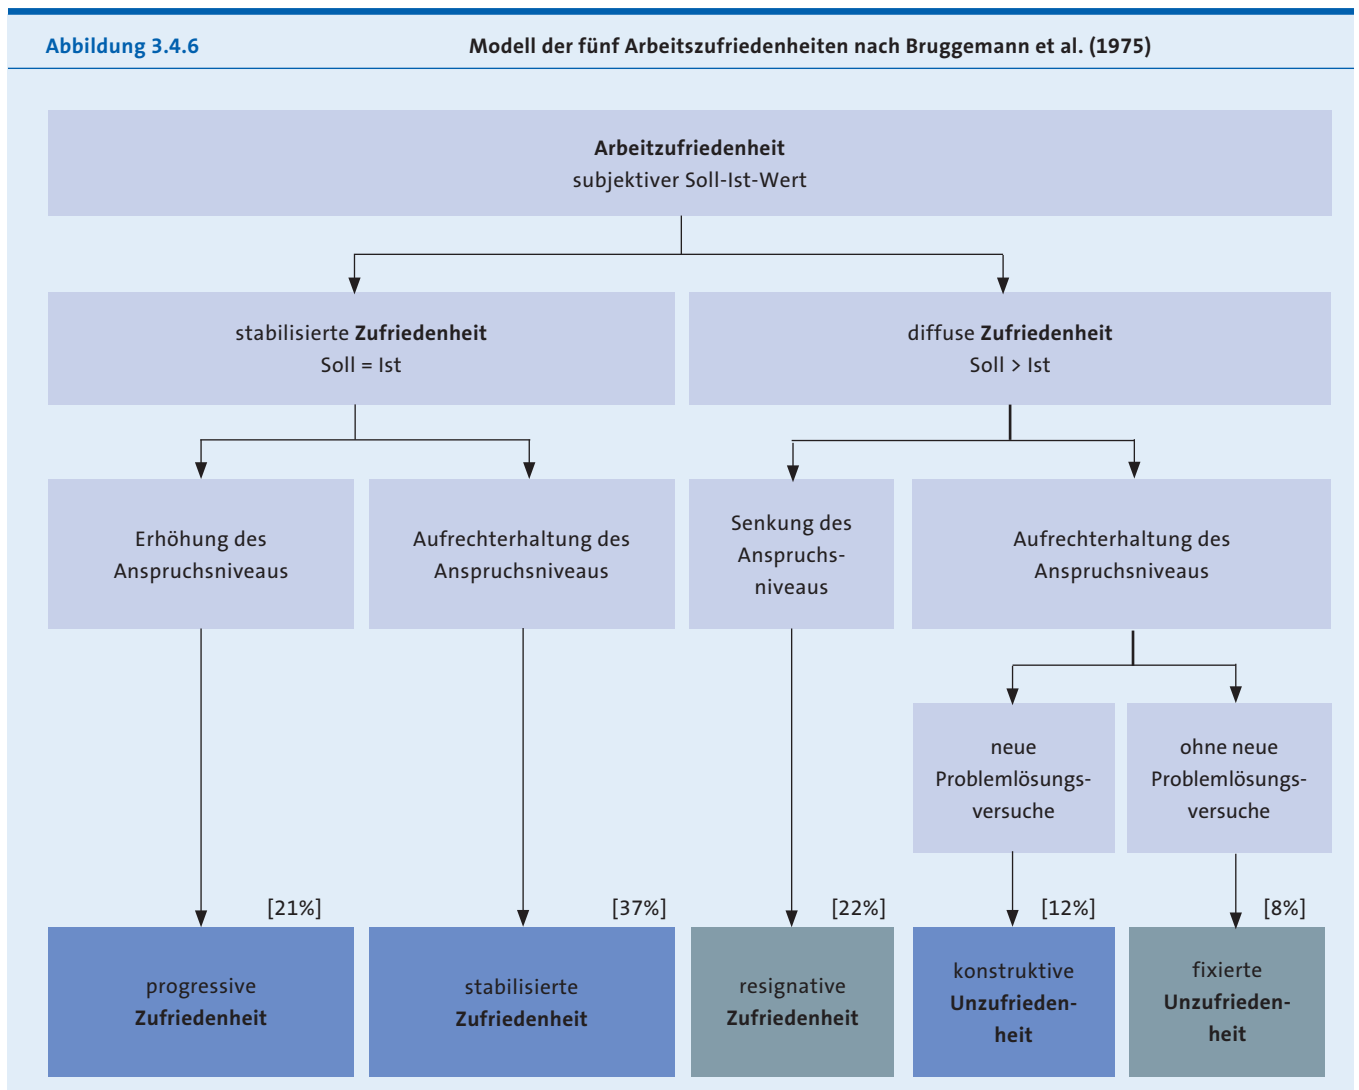 Abbildung 3.4.6 Modell der fünf Arbeitszufriedenheiten nach Bruggemann et al. (1975)
Arbeitzufriedenheit
subjektiver Soll-Ist-Wert
stabilisierte Zufriedenheit
Soll = Ist
diffuse Zufriedenheit
Soll > Ist
Erhöhung des
Anspruchsniveaus
Aufrechterhaltung des
Anspruchsniveaus
Senkung des
Anspruchs-
niveaus
Aufrechterhaltung des
Anspruchsniveaus
neue
Problemlösungs-
versuche
ohne neue
Problemlösungs-
versuche
[21%]
[37%]
[22%]
[12%]
[8%]
progressive
Zufriedenheit
stabilisierte
Zufriedenheit
resignative
Zufriedenheit
konstruktive
Unzufrieden-
heit
fixierte
Unzufrieden-
heit